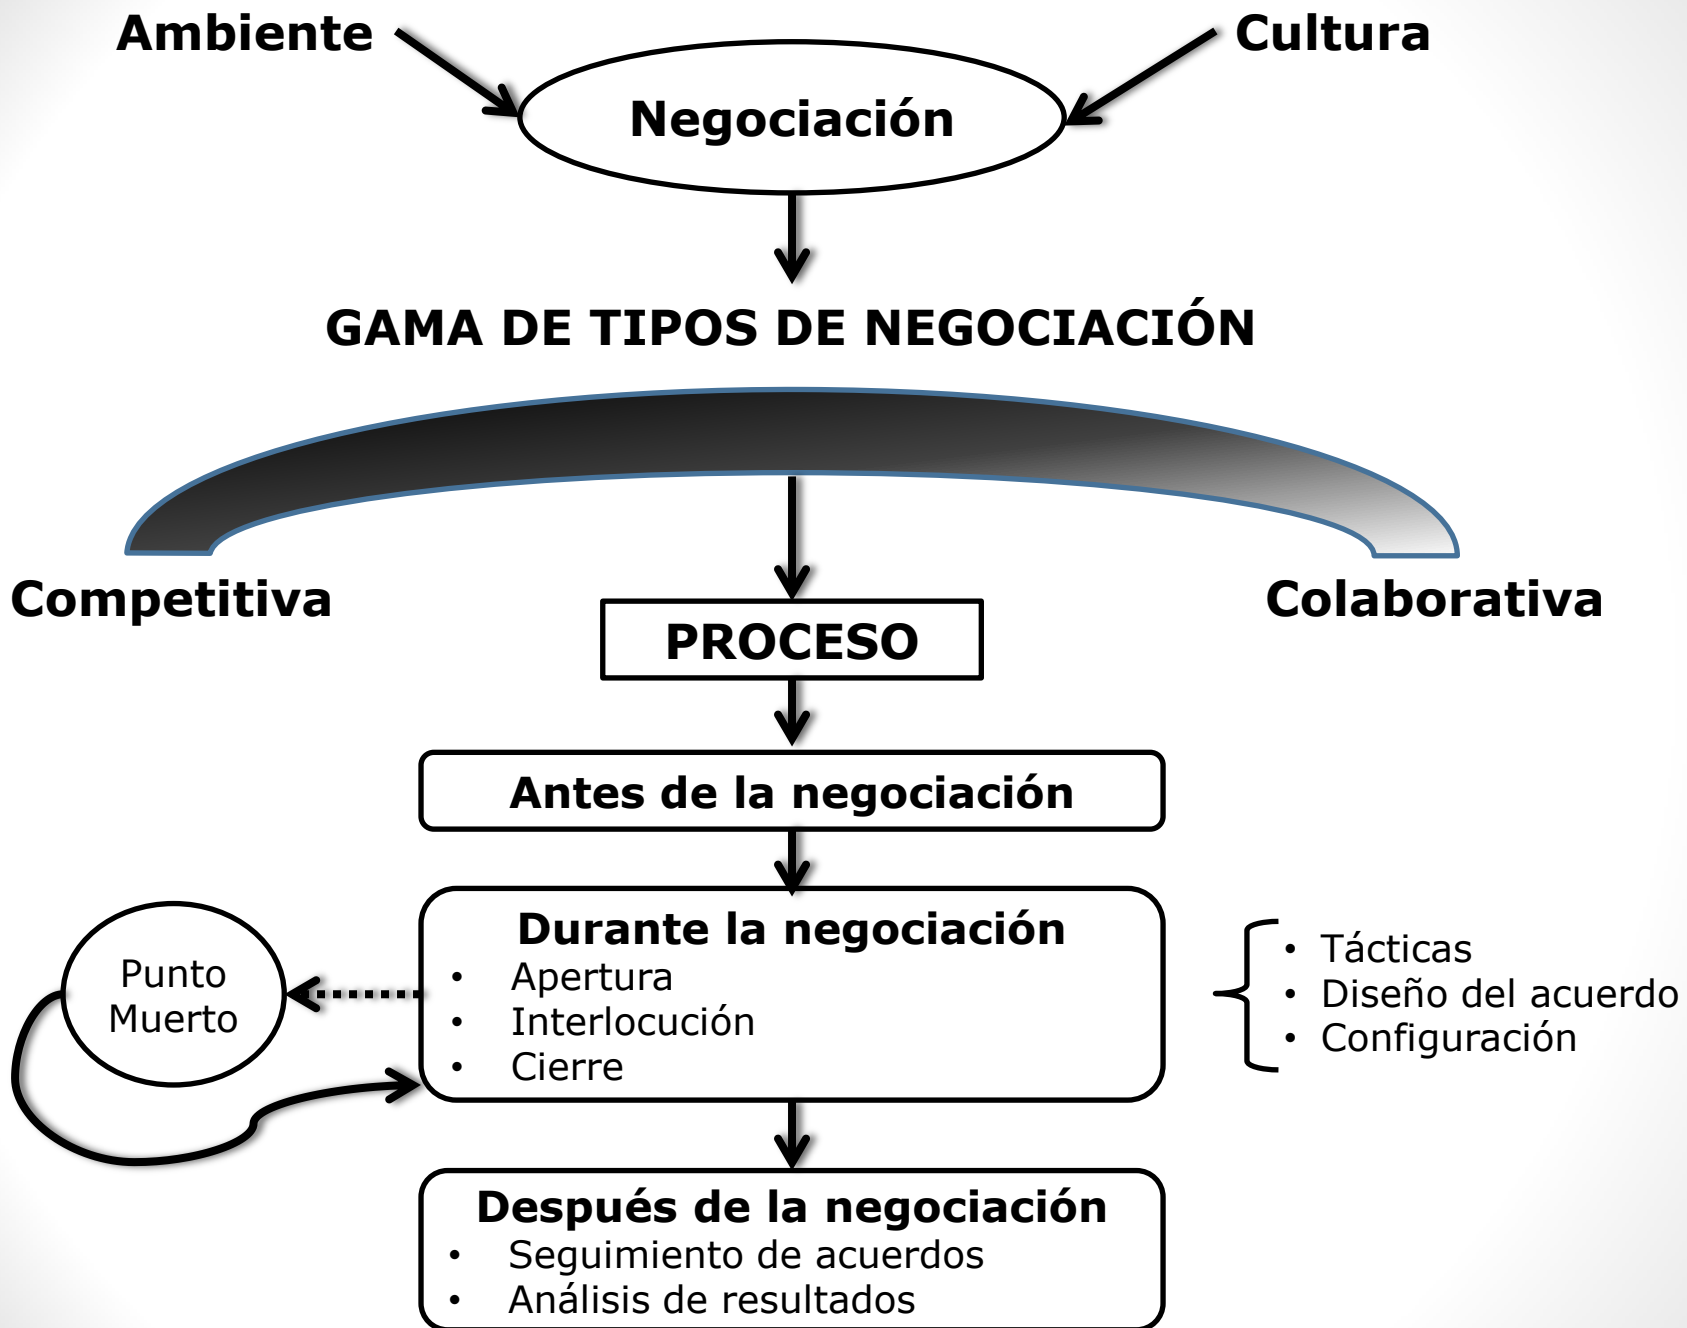 Ambiente
Cultura
Negociación
GAMA DE TIPOS DE NEGOCIACIÓN
Competitiva
Colaborativa
PROCESO
Antes de la negociación
Durante la negociación
• Apertura
• Interlocución
• Cierre
Punto
Muerto
• Tácticas
• Diseño del acuerdo
• Configuración
Después de la negociación
• Seguimiento de acuerdos
• Análisis de resultados